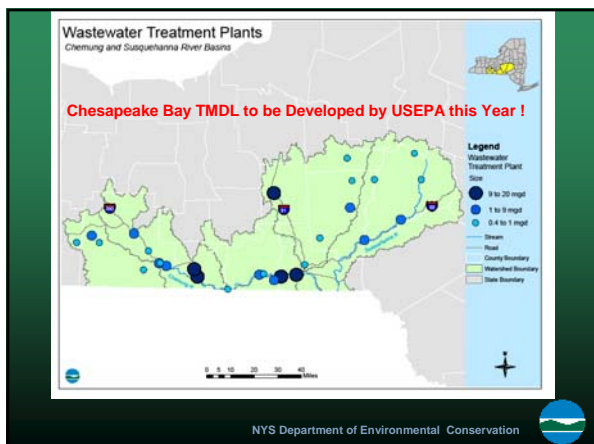 Wastewater Treatment Plants
Chemung and Susquehanna River Basins
Chesapeake Bay TMDL to be Developed by USEPA this Year !
Legend
Wastewater
Treatment Plant
Size
9 to 20 mgd
1 to 9 mgd
0.4 to 1 mgd
Stream
Road
County Boundary
Watershed Boundary
State Boundary
0 5 10 20 30 40
Miles
NYS Department of Environmental Conservation